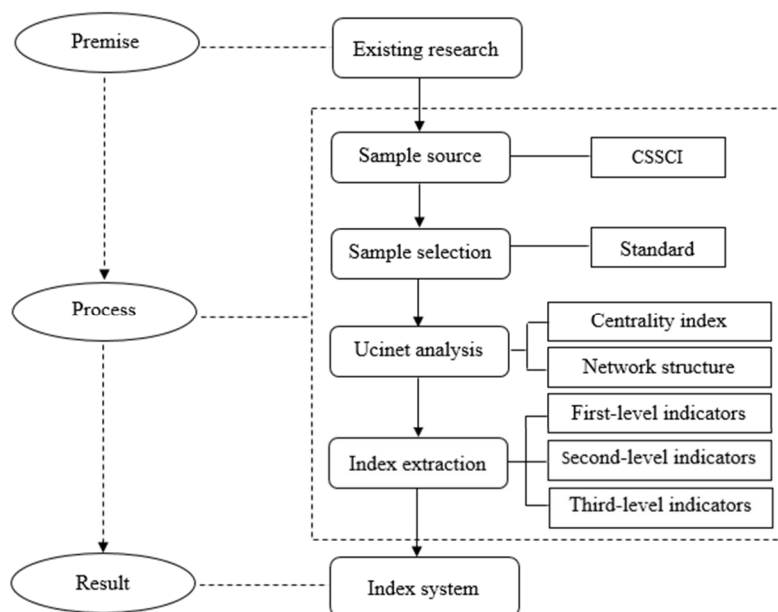 Premise
Existing research
Sample source
CSSCI
Sample selection
Standard
Process
Centrality index
Ucinet analysis
Network structure
First-level indicators
Index extraction
Second-level indicators
Third-level indicators
Result
Index system